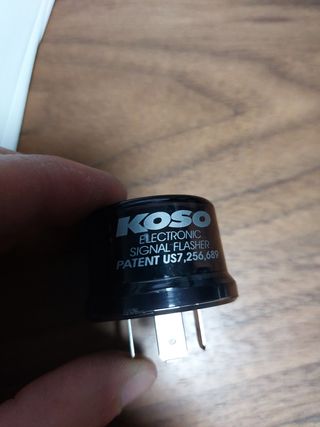 KOSO
ELECTRONIC
SIGNAL FLASHER
PATENT US7,256,689